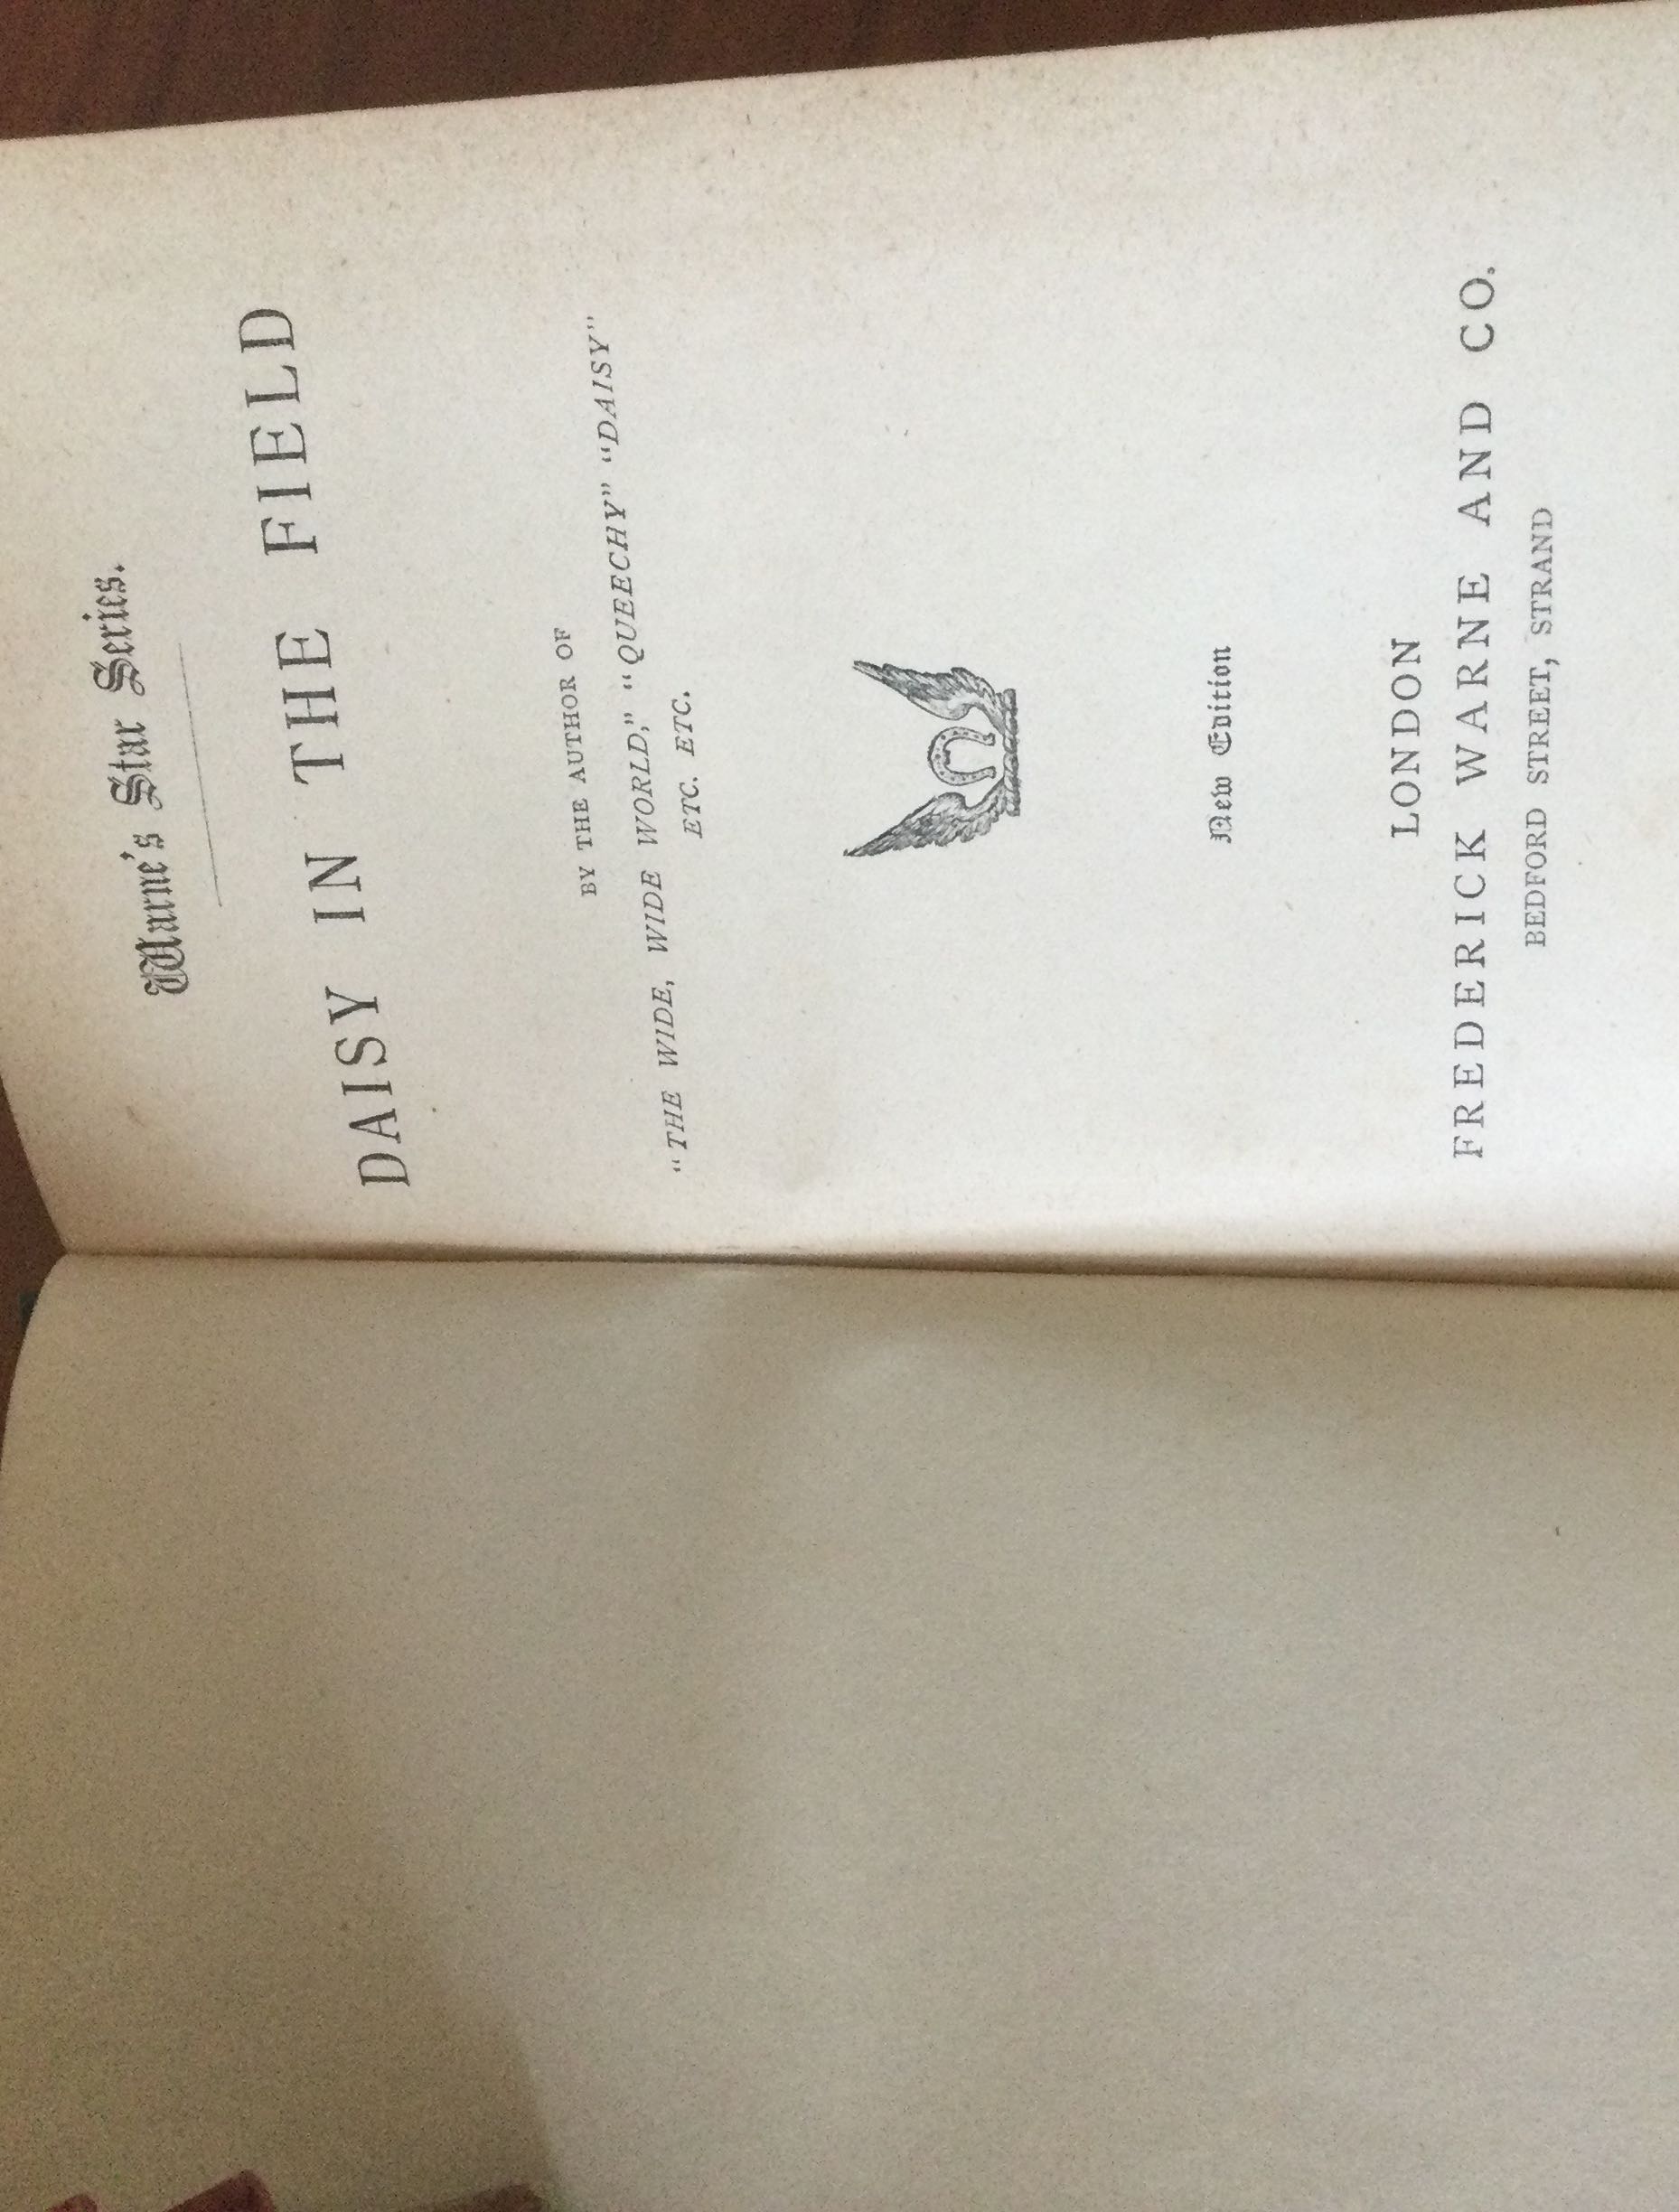 Warne's Star Series.
DAISY IN THE FIELD
BY THE AUTHOR OF
"THE WIDE, WIDE WORLD," "QUEECHY" "DAISY"
ETC. ETC.
New Edition
LONDON
FREDERICK WARNE AND CO.
BEDFORD STREET, STRAND